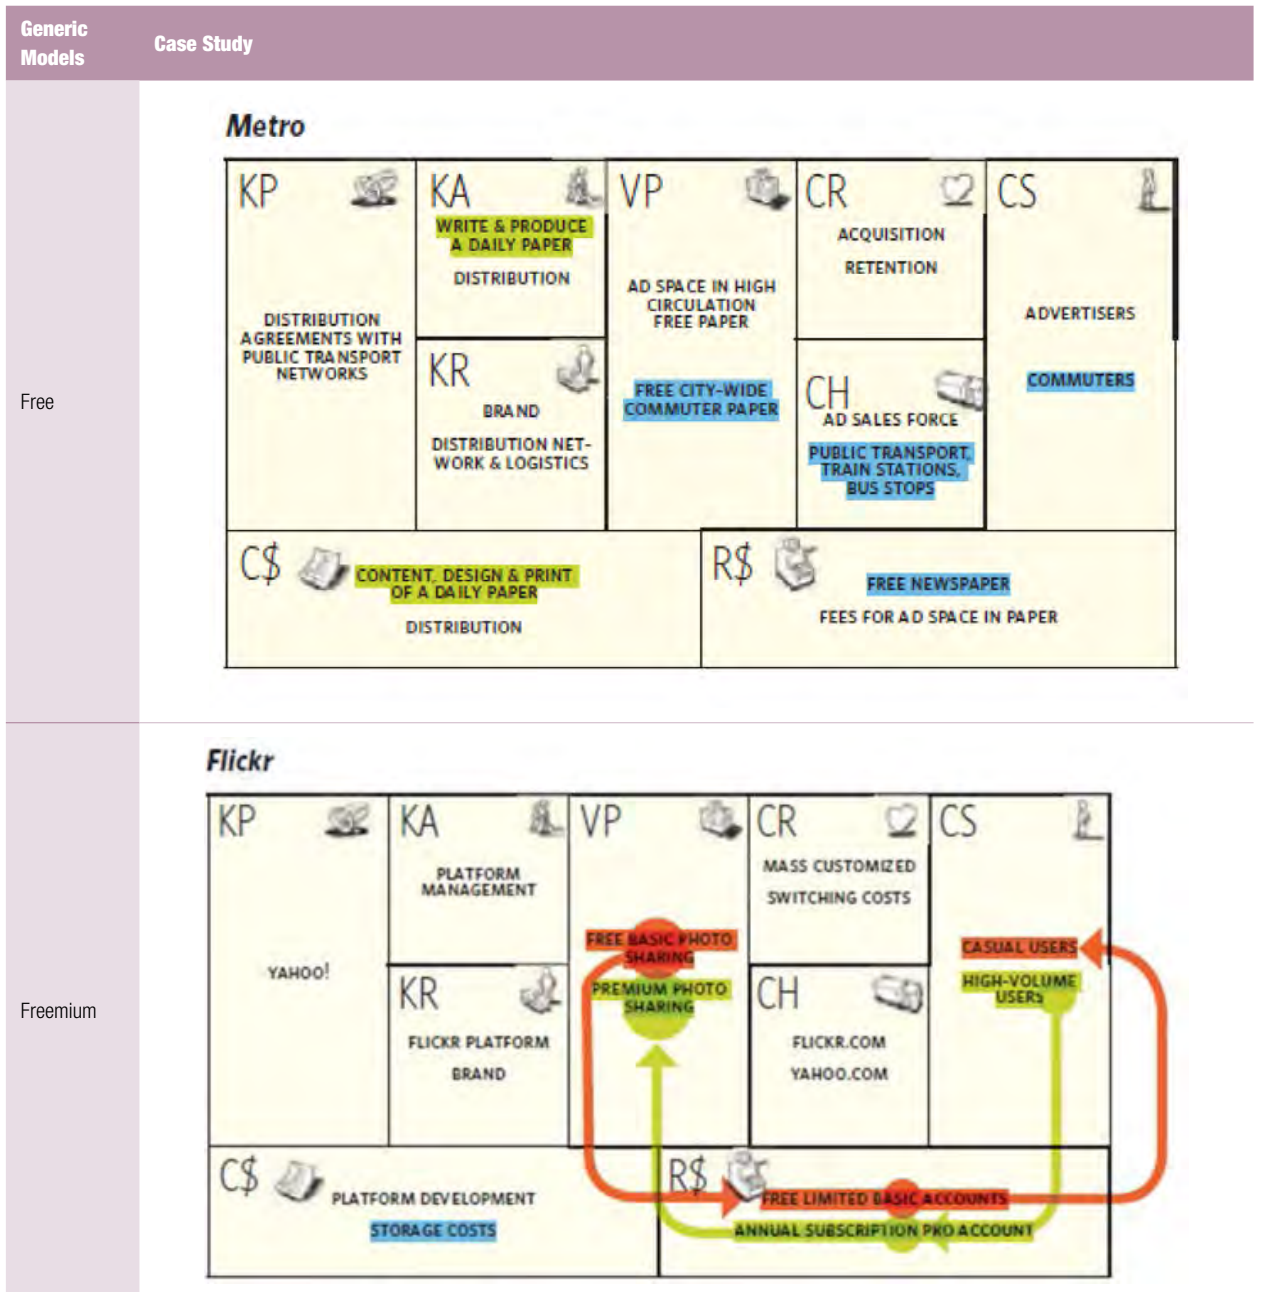 Generic
Models
Case Study
Free
Metro
KP
DISTRIBUTION
AGREEMENTS WITH
PUBLIC TRANSPORT
NETWORKS
KA
WRITE & PRODUCE
A DAILY PAPER
DISTRIBUTION
KR
BRAND
DISTRIBUTION NET-
WORK & LOGISTICS
VP
AD SPACE IN HIGH
CIRCULATION
FREE PAPER
FREE CITY-WIDE
COMMUTER PAPER
CR
ACQUISITION
RETENTION
CH
AD SALES FORCE
PUBLIC TRANSPORT,
TRAIN STATIONS,
BUS STOPS
CS
ADVERTISERS
COMMUTERS
C$
CONTENT, DESIGN & PRINT
OF A DAILY PAPER
DISTRIBUTION
R$
FREE NEWSPAPER
FEES FOR AD SPACE IN PAPER
Freemium
Flickr
KP
YAHOO!
KA
PLATFORM
MANAGEMENT
KR
FLICKR PLATFORM
BRAND
VP
FREE BASIC PHOTO
SHARING
PREMIUM PHOTO
SHARING
CR
MASS CUSTOMIZED
SWITCHING COSTS
CH
FLICKR.COM
YAHOO.COM
CS
CASUAL USERS
HIGH-VOLUME
USERS
C$
PLATFORM DEVELOPMENT
STORAGE COSTS
R$
FREE LIMITED BASIC ACCOUNTS
ANNUAL SUBSCRIPTION PRO ACCOUNT